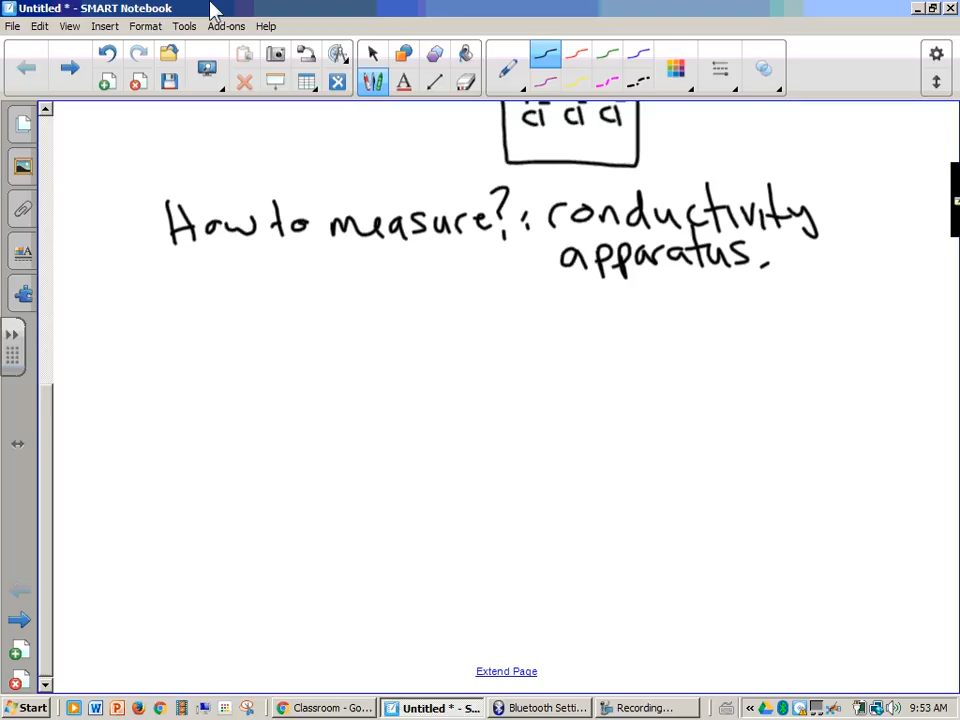 Untitled * - SMART Notebook
File Edit View Insert Format Tools Add-ons Help
Cl Cl Cl
How to measure? : conductivity
apparatus.
Extend Page
Start Classroom - Go... Untitled * - S... Bluetooth Setti... Recording... 9:53 AM